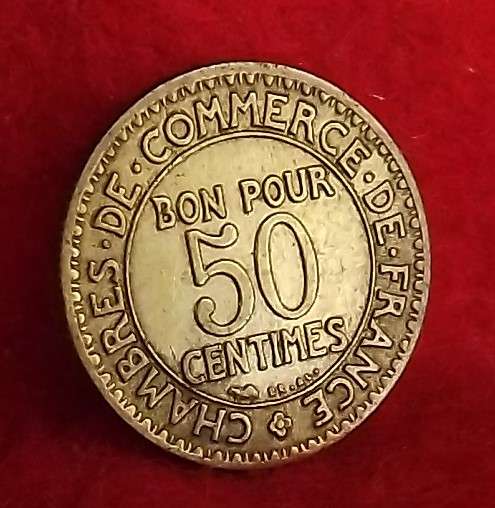 CHAMBRES·DE·COMMERCE·DE·FRANCE
BON POUR
50
CENTIMES